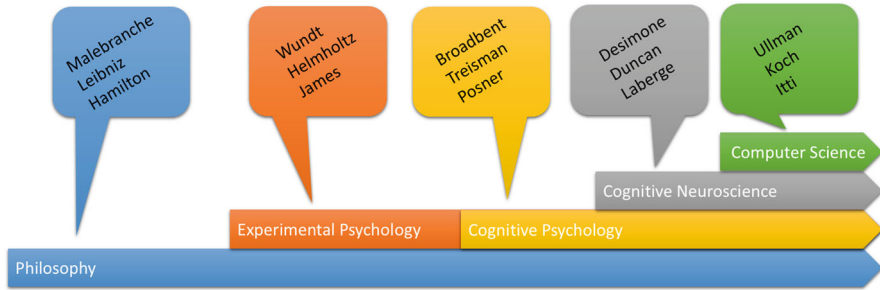 Malebranche
Leibniz
Hamilton
Wundt
Helmholtz
James
Broadbent
Treisman
Posner
Desimone
Duncan
Laberge
Ullman
Koch
Itti
Computer Science
Cognitive Neuroscience
Experimental Psychology
Cognitive Psychology
Philosophy